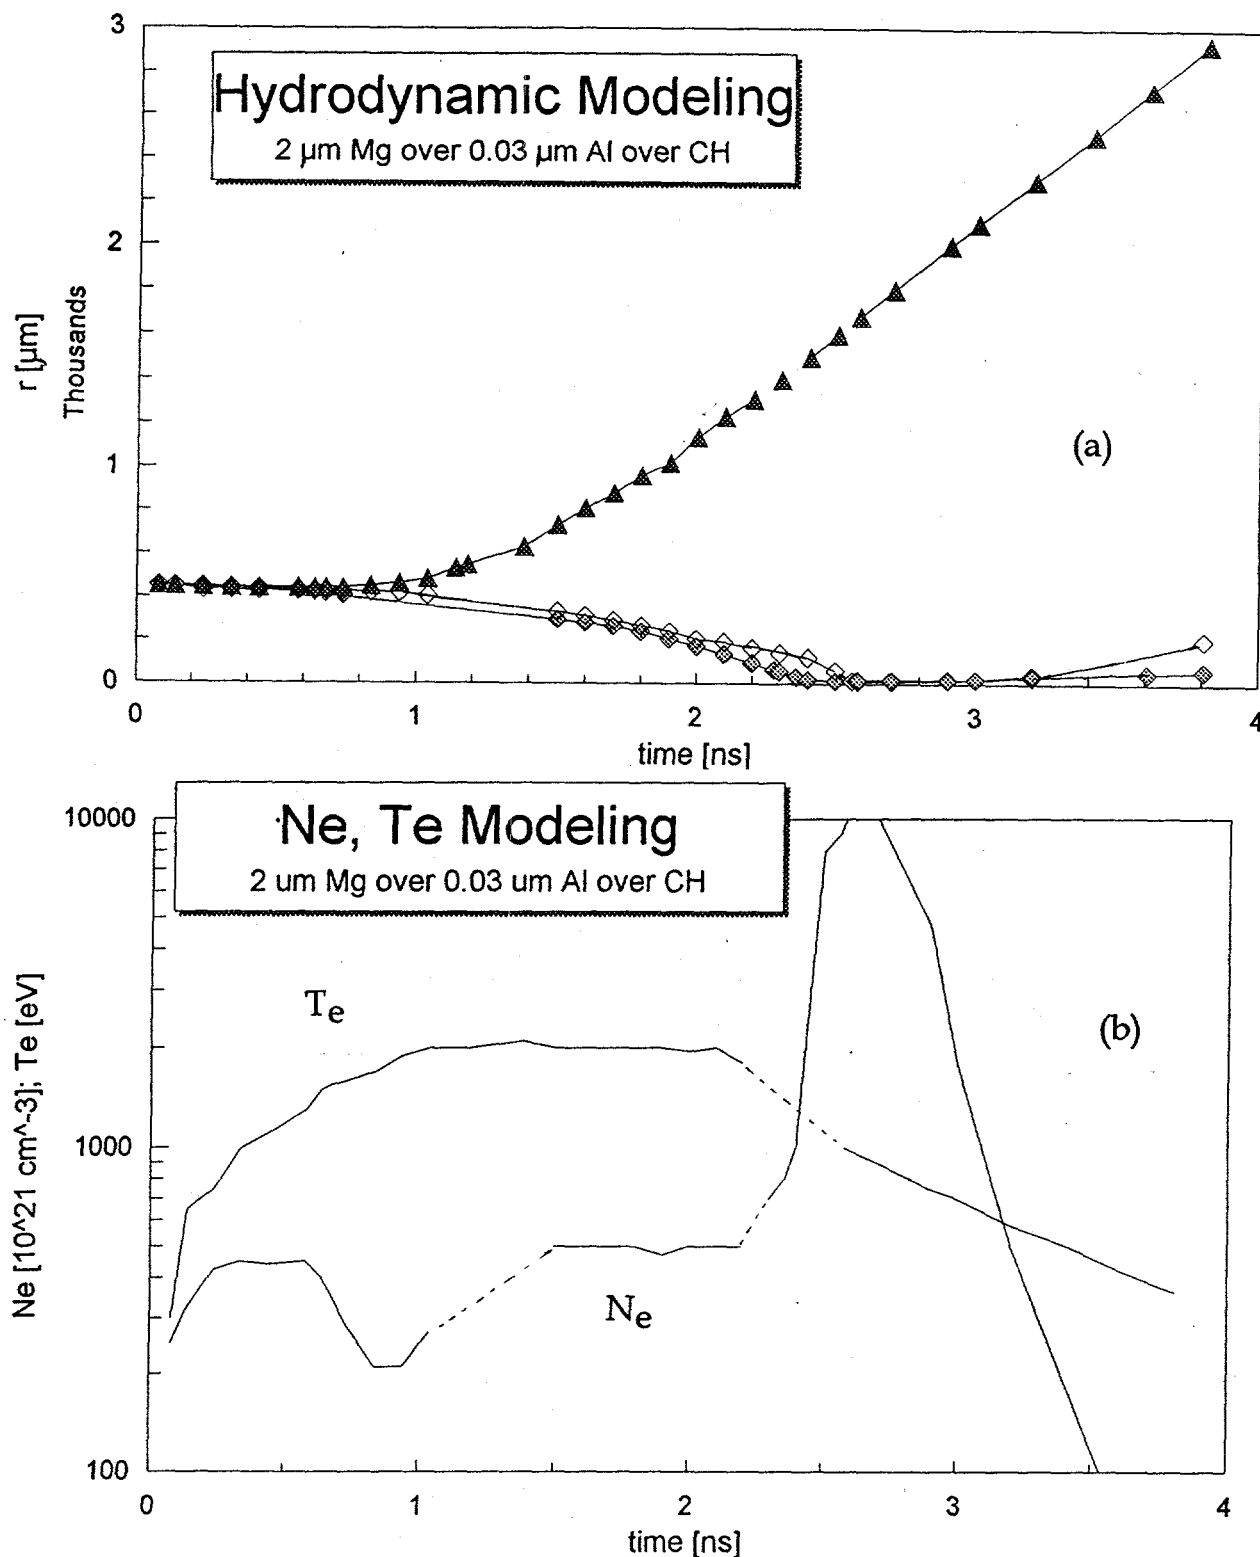 3
Hydrodynamic Modeling
2 µm Mg over 0.03 µm Al over CH
2
r [µm]
Thousands
(a)
1
0
0 1 2 3 4
time [ns]
Ne, Te Modeling
2 um Mg over 0.03 um Al over CH
10000
Ne [10^21 cm^-3]; Te [eV]
Te
(b)
1000
Ne
100
0 1 2 3 4
time [ns]